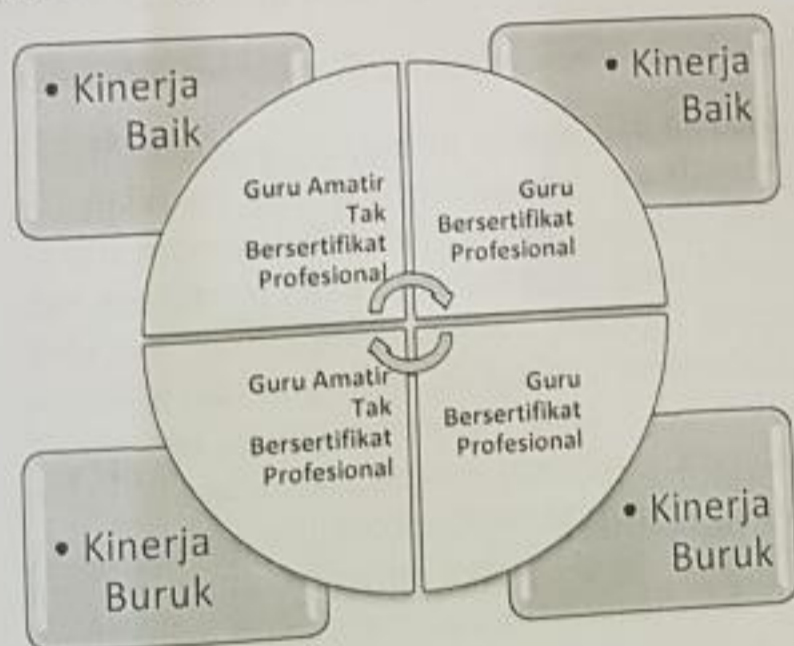 • Kinerja
Baik
• Kinerja
Baik
Guru Amatir
Tak
Bersertifikat
Profesional
Guru
Bersertifikat
Profesional
Guru Amatir
Tak
Bersertifikat
Profesional
Guru
Bersertifikat
Profesional
• Kinerja
Buruk
• Kinerja
Buruk